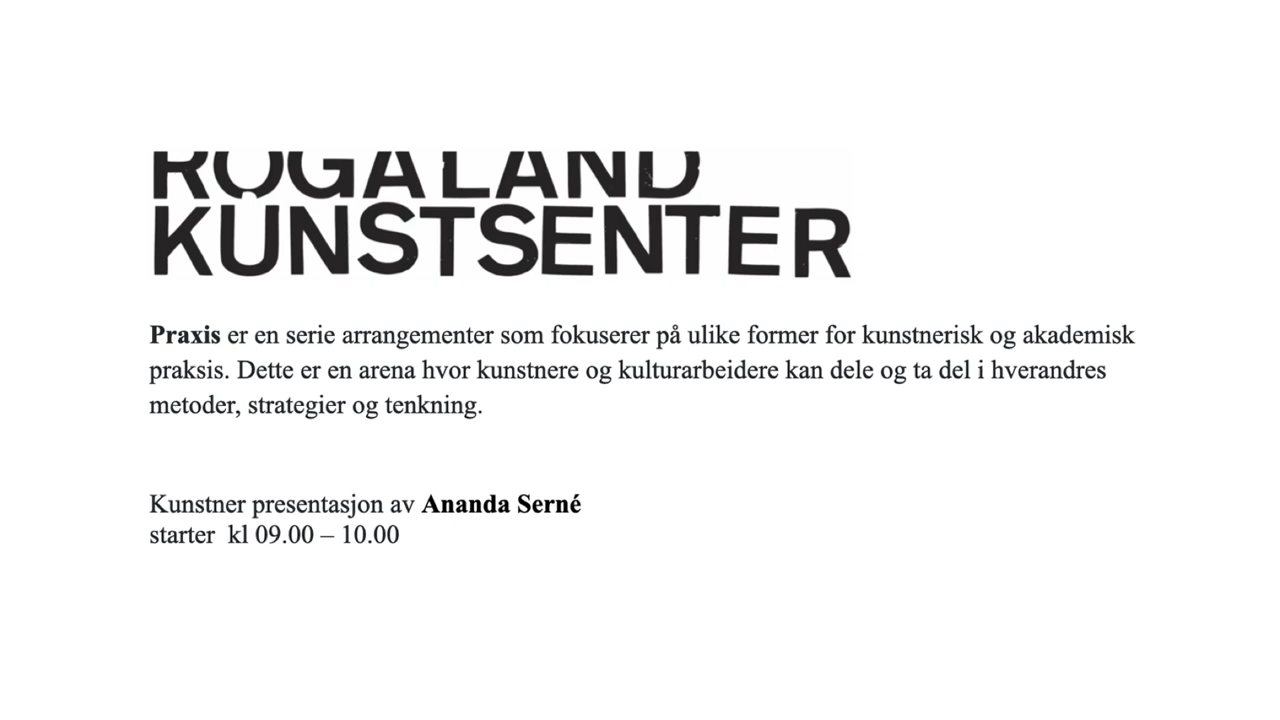 ROGALAND
KUNSTSENTER
Praxis er en serie arrangementer som fokuserer på ulike former for kunstnerisk og akademisk
praksis. Dette er en arena hvor kunstnere og kulturarbeidere kan dele og ta del i hverandres
metoder, strategier og tenkning.
Kunstner presentasjon av Ananda Serné
starter  kl 09.00 – 10.00